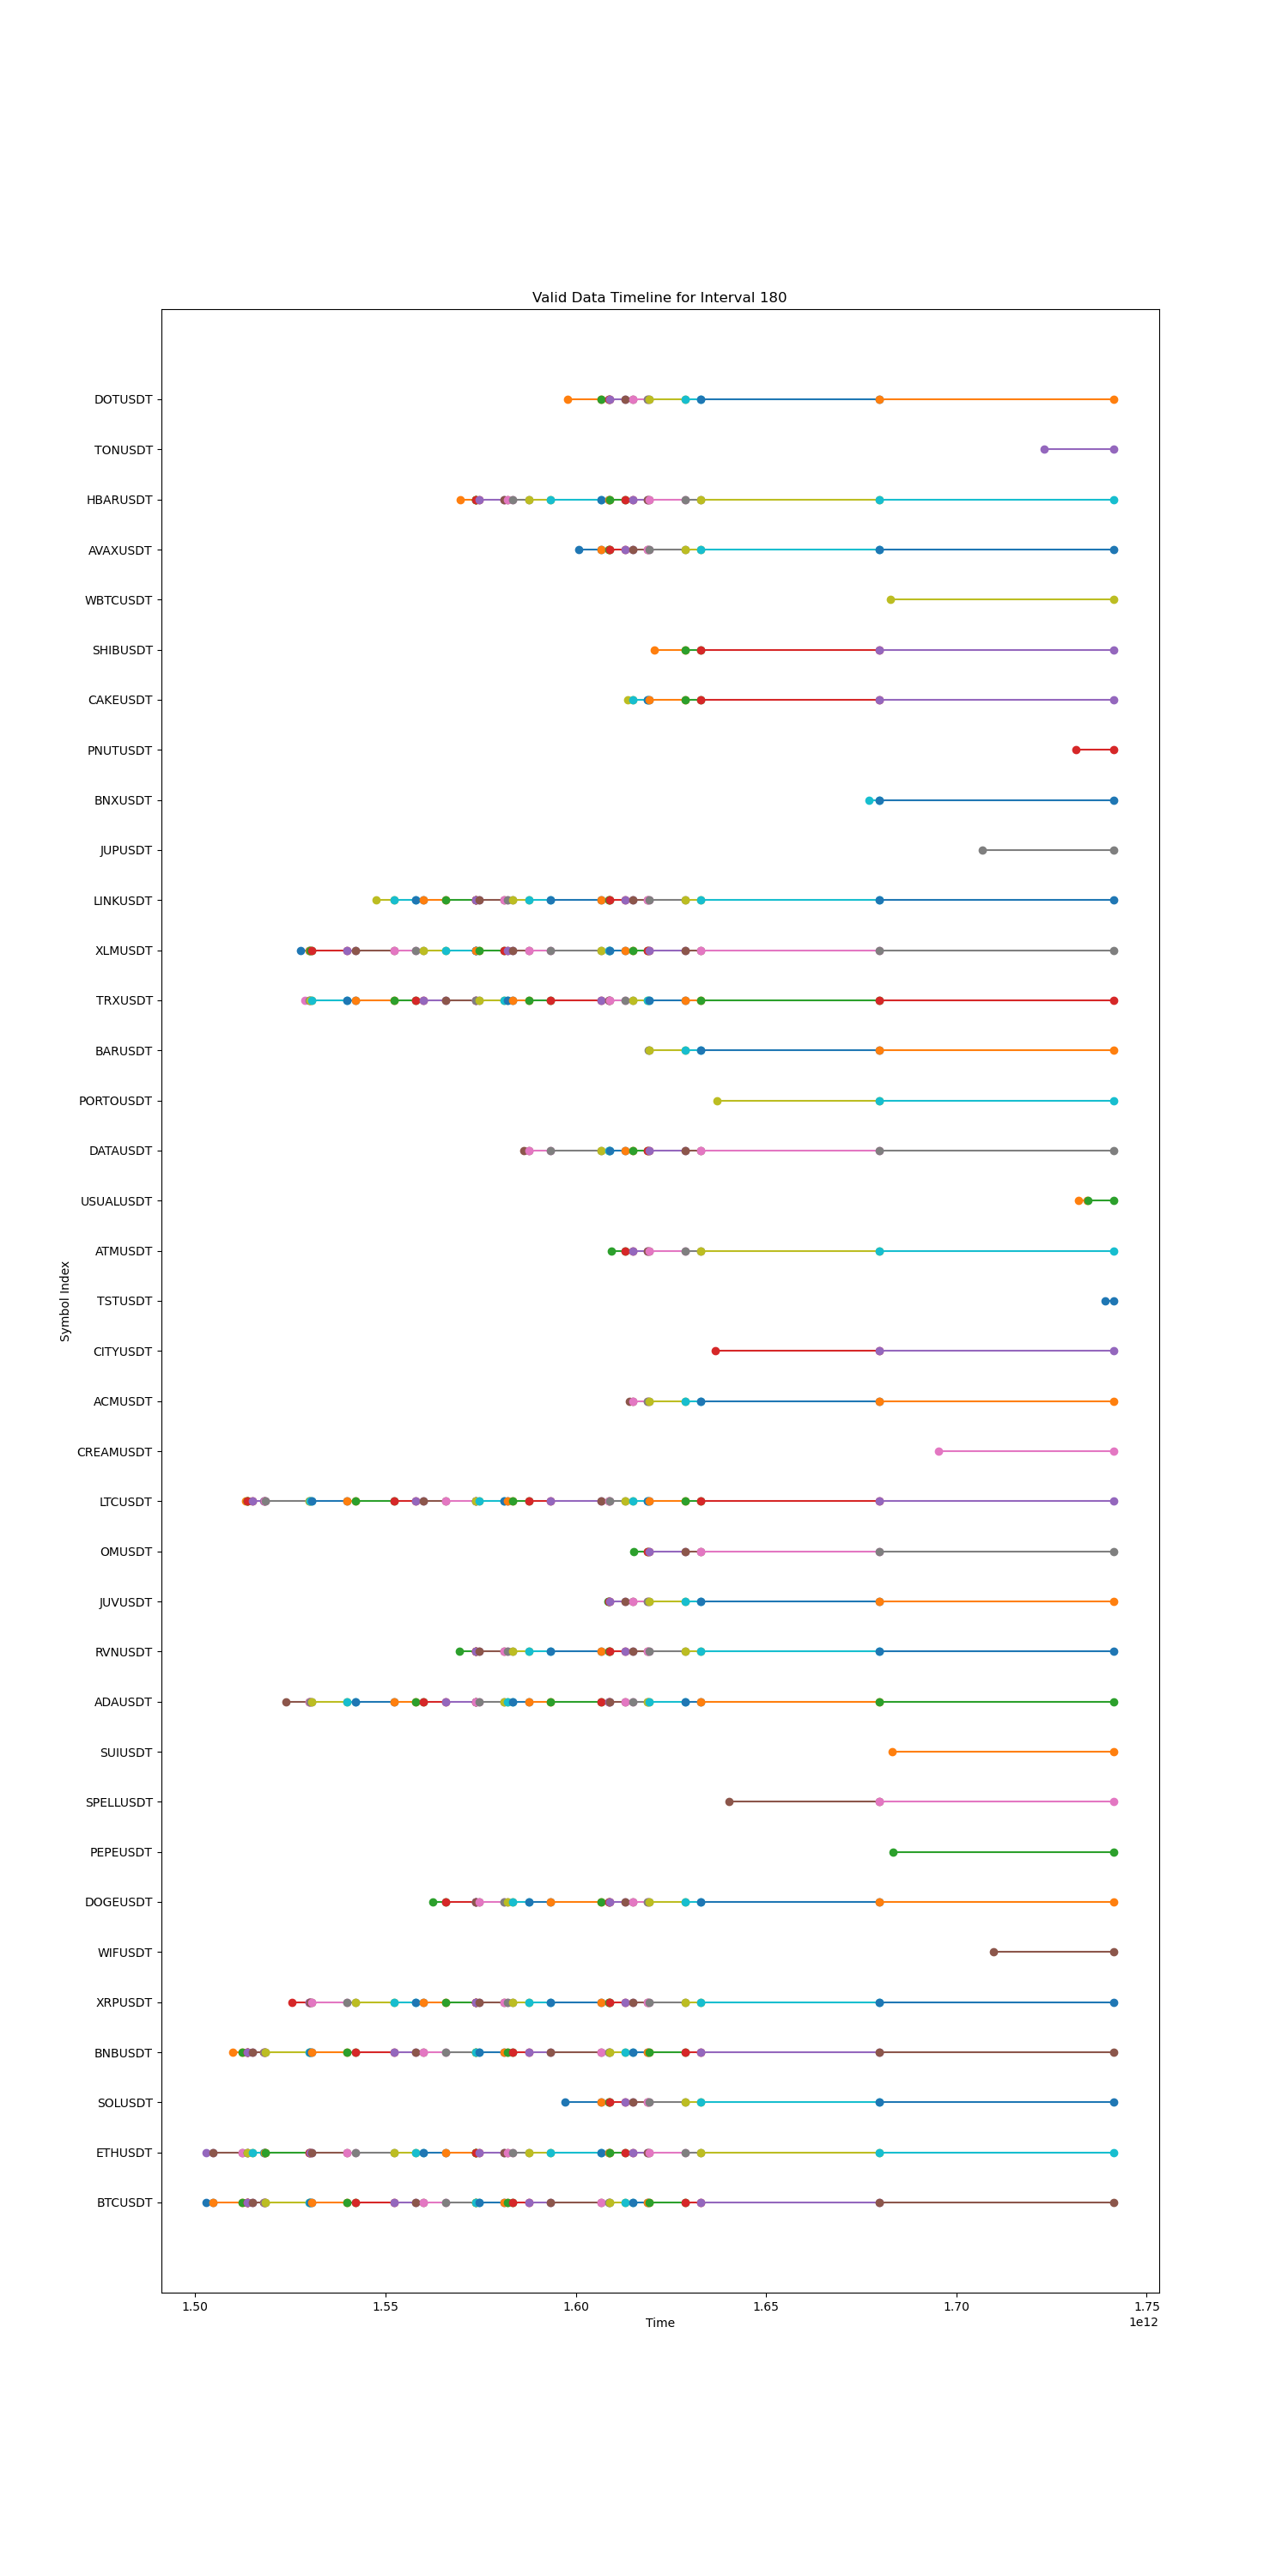 Valid Data Timeline for Interval 180
DOTUSDT
TONUSDT
HBARUSDT
AVAXUSDT
WBTCUSDT
SHIBUSDT
CAKEUSDT
PNUTUSDT
BNXUSDT
JUPUSDT
LINKUSDT
XLMUSDT
TRXUSDT
BARUSDT
PORTOUSDT
DATAUSDT
USUALUSDT
ATMUSDT
TSTUSDT
CITYUSDT
ACMUSDT
CREAMUSDT
LTCUSDT
OMUSDT
JUVUSDT
RVNUSDT
ADAUSDT
SUIUSDT
SPELLUSDT
PEPEUSDT
DOGEUSDT
WIFUSDT
XRPUSDT
BNBUSDT
SOLUSDT
ETHUSDT
BTCUSDT
Symbol Index
1.50 1.55 1.60 1.65 1.70 1.75
Time
1e12